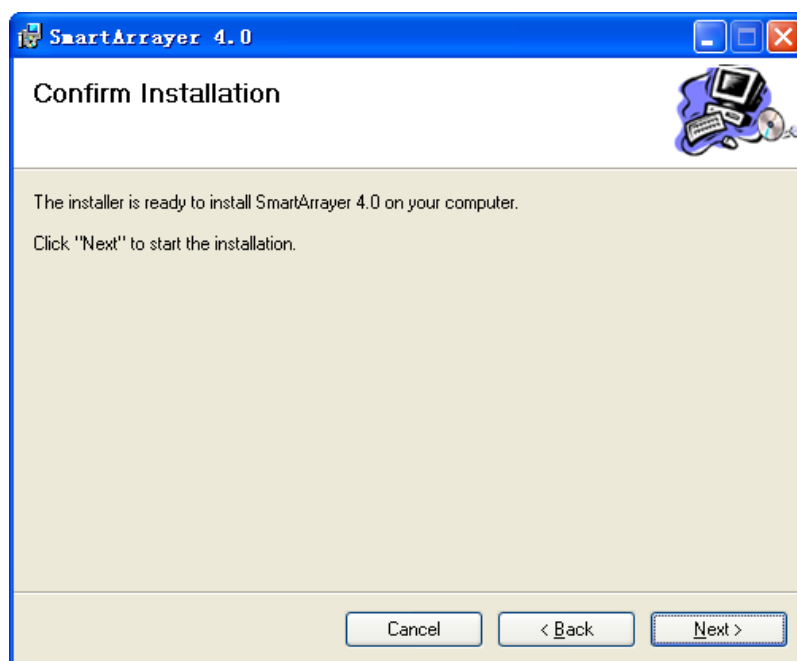 SmartArrayer 4.0
Confirm Installation
The installer is ready to install SmartArrayer 4.0 on your computer.
Click "Next" to start the installation.
Cancel
< Back
Next >